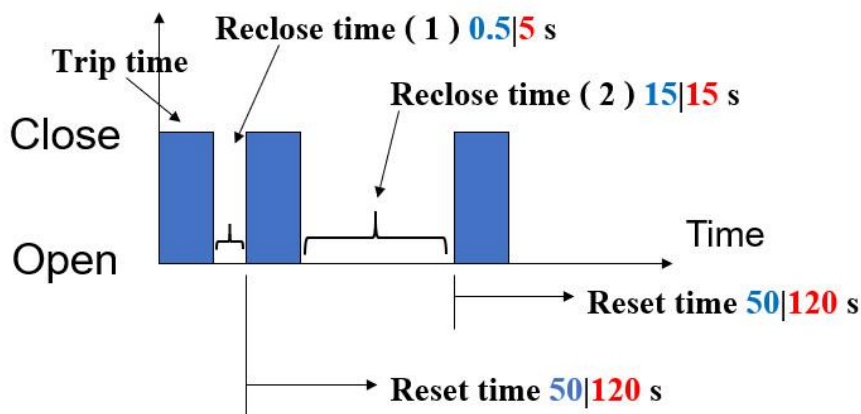 Reclose time ( 1 ) 0.5|5 s
Trip time
Reclose time ( 2 ) 15|15 s
Close
Time
Open
Reset time 50|120 s
Reset time 50|120 s